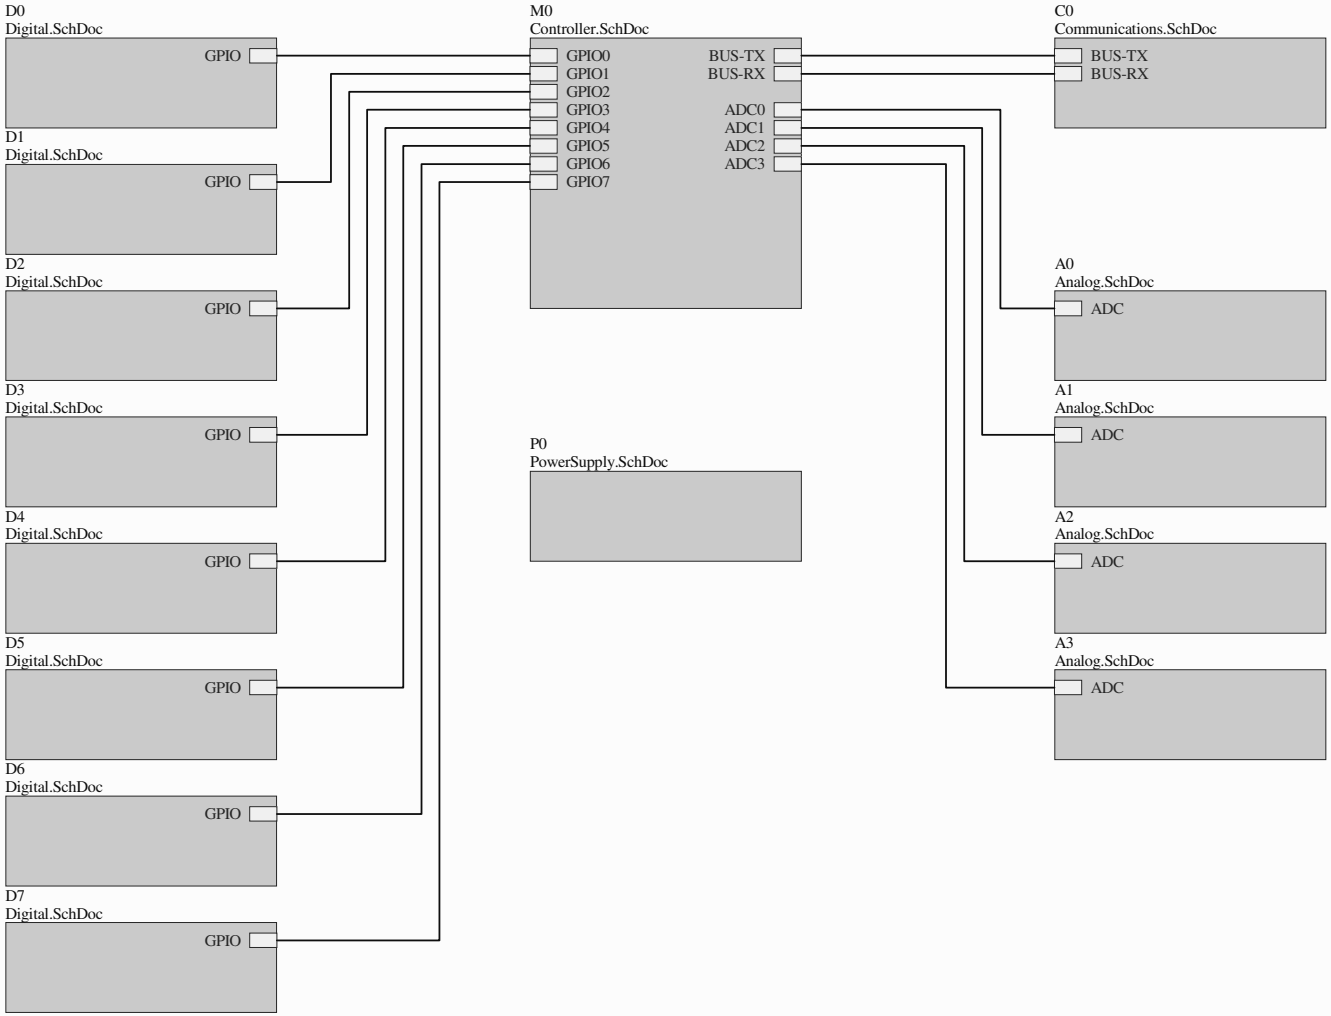 D0
Digital.SchDoc
GPIO
D1
Digital.SchDoc
GPIO
D2
Digital.SchDoc
GPIO
D3
Digital.SchDoc
GPIO
D4
Digital.SchDoc
GPIO
D5
Digital.SchDoc
GPIO
D6
Digital.SchDoc
GPIO
D7
Digital.SchDoc
GPIO
M0
Controller.SchDoc
GPIO0 BUS-TX
GPIO1 BUS-RX
GPIO2
GPIO3 ADC0
GPIO4 ADC1
GPIO5 ADC2
GPIO6 ADC3
GPIO7
P0
PowerSupply.SchDoc
C0
Communications.SchDoc
BUS-TX
BUS-RX
A0
Analog.SchDoc
ADC
A1
Analog.SchDoc
ADC
A2
Analog.SchDoc
ADC
A3
Analog.SchDoc
ADC